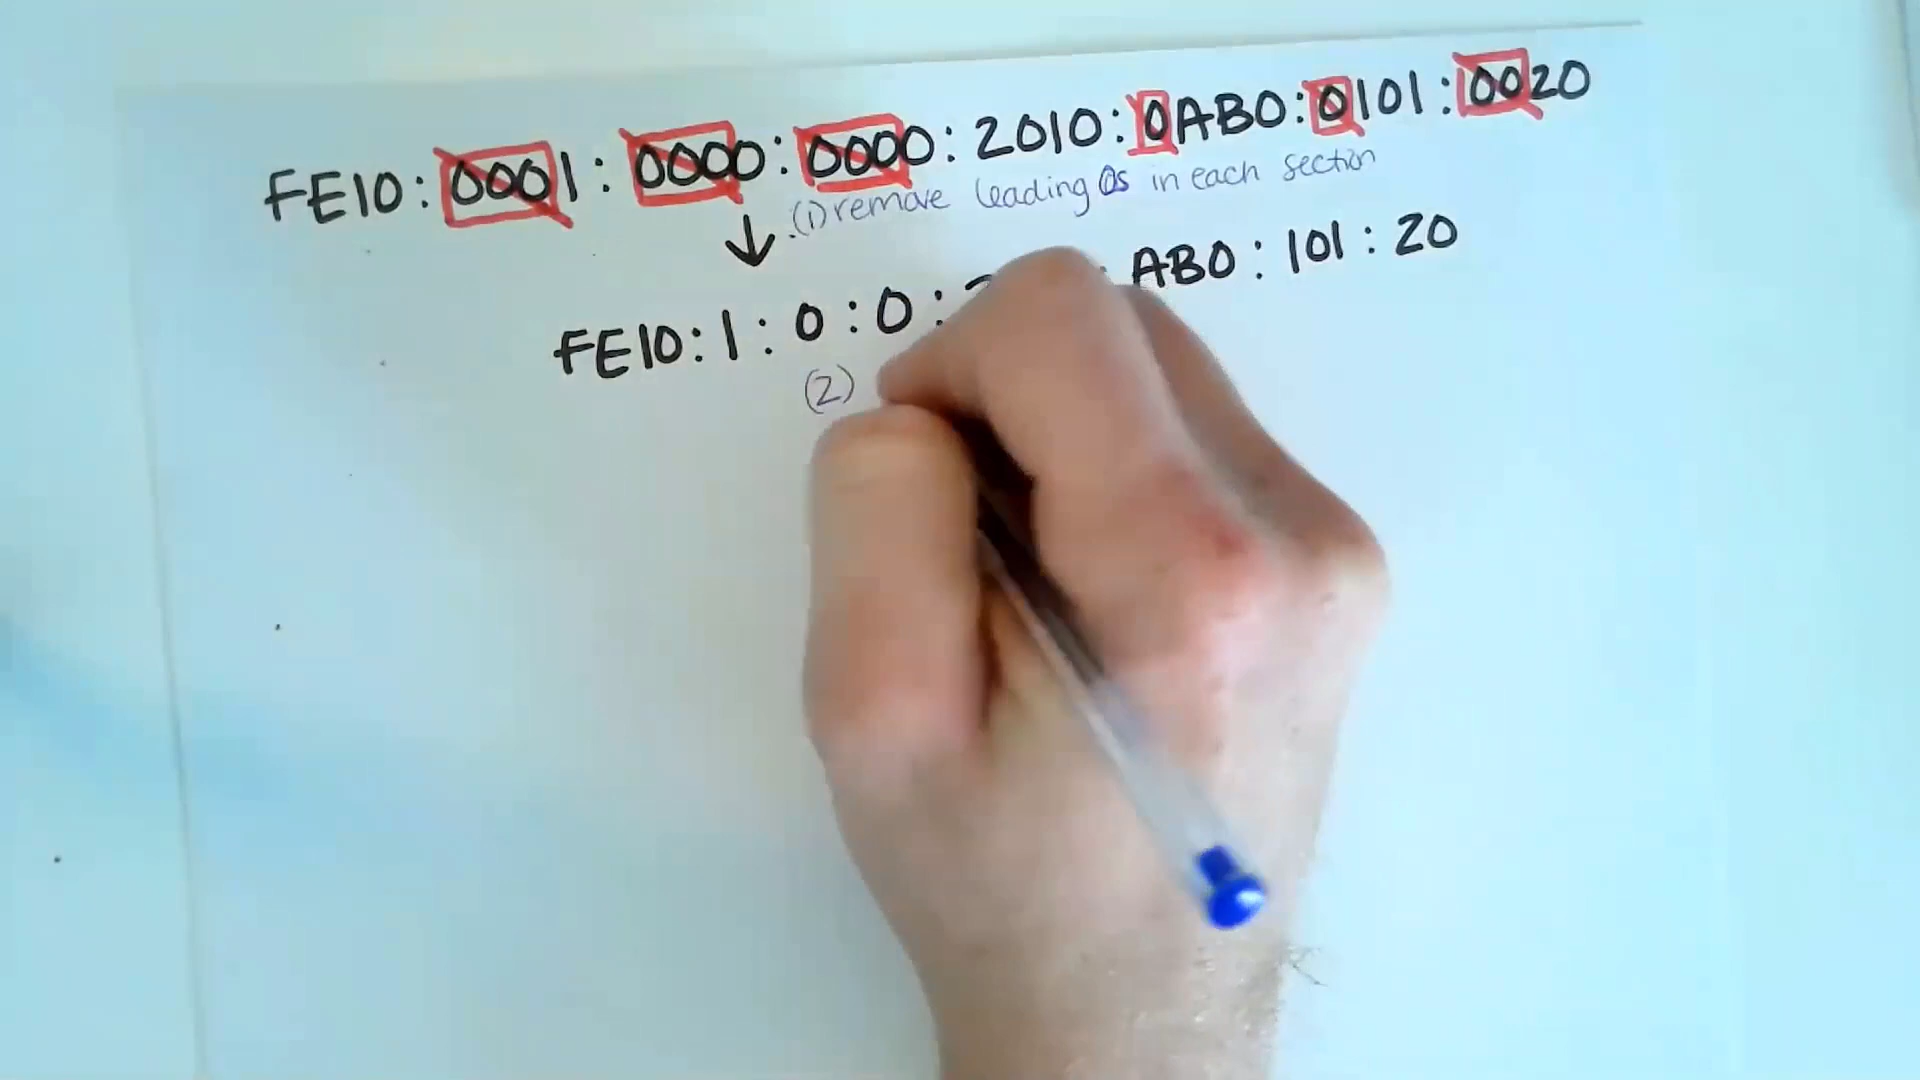 FE10:0001:0000:0000:2010:0AB0:0101:0020
(1) remove leading 0s in each section
FE10:1:0:0: ABO:101:20
(2)